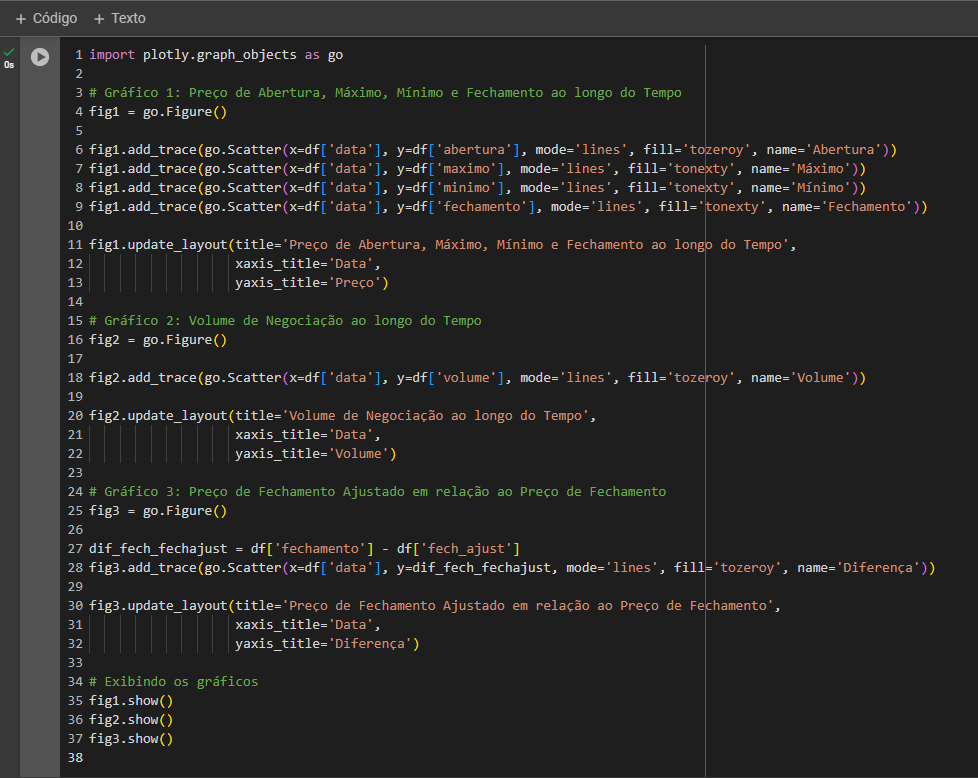 + Código + Texto
0s
1 import plotly.graph_objects as go
2
3 # Gráfico 1: Preço de Abertura, Máximo, Mínimo e Fechamento ao longo do Tempo
4 fig1 = go.Figure()
5
6 fig1.add_trace(go.Scatter(x=df['data'], y=df['abertura'], mode='lines', fill='tozeroy', name='Abertura'))
7 fig1.add_trace(go.Scatter(x=df['data'], y=df['maximo'], mode='lines', fill='tonexty', name='Máximo'))
8 fig1.add_trace(go.Scatter(x=df['data'], y=df['minimo'], mode='lines', fill='tonexty', name='Mínimo'))
9 fig1.add_trace(go.Scatter(x=df['data'], y=df['fechamento'], mode='lines', fill='tonexty', name='Fechamento'))
10
11 fig1.update_layout(title='Preço de Abertura, Máximo, Mínimo e Fechamento ao longo do Tempo',
12                    xaxis_title='Data',
13                    yaxis_title='Preço')
14
15 # Gráfico 2: Volume de Negociação ao longo do Tempo
16 fig2 = go.Figure()
17
18 fig2.add_trace(go.Scatter(x=df['data'], y=df['volume'], mode='lines', fill='tozeroy', name='Volume'))
19
20 fig2.update_layout(title='Volume de Negociação ao longo do Tempo',
21                    xaxis_title='Data',
22                    yaxis_title='Volume')
23
24 # Gráfico 3: Preço de Fechamento Ajustado em relação ao Preço de Fechamento
25 fig3 = go.Figure()
26
27 dif_fech_fechajust = df['fechamento'] - df['fech_ajust']
28 fig3.add_trace(go.Scatter(x=df['data'], y=dif_fech_fechajust, mode='lines', fill='tozeroy', name='Diferença'))
29
30 fig3.update_layout(title='Preço de Fechamento Ajustado em relação ao Preço de Fechamento',
31                    xaxis_title='Data',
32                    yaxis_title='Diferença')
33
34 # Exibindo os gráficos
35 fig1.show()
36 fig2.show()
37 fig3.show()
38